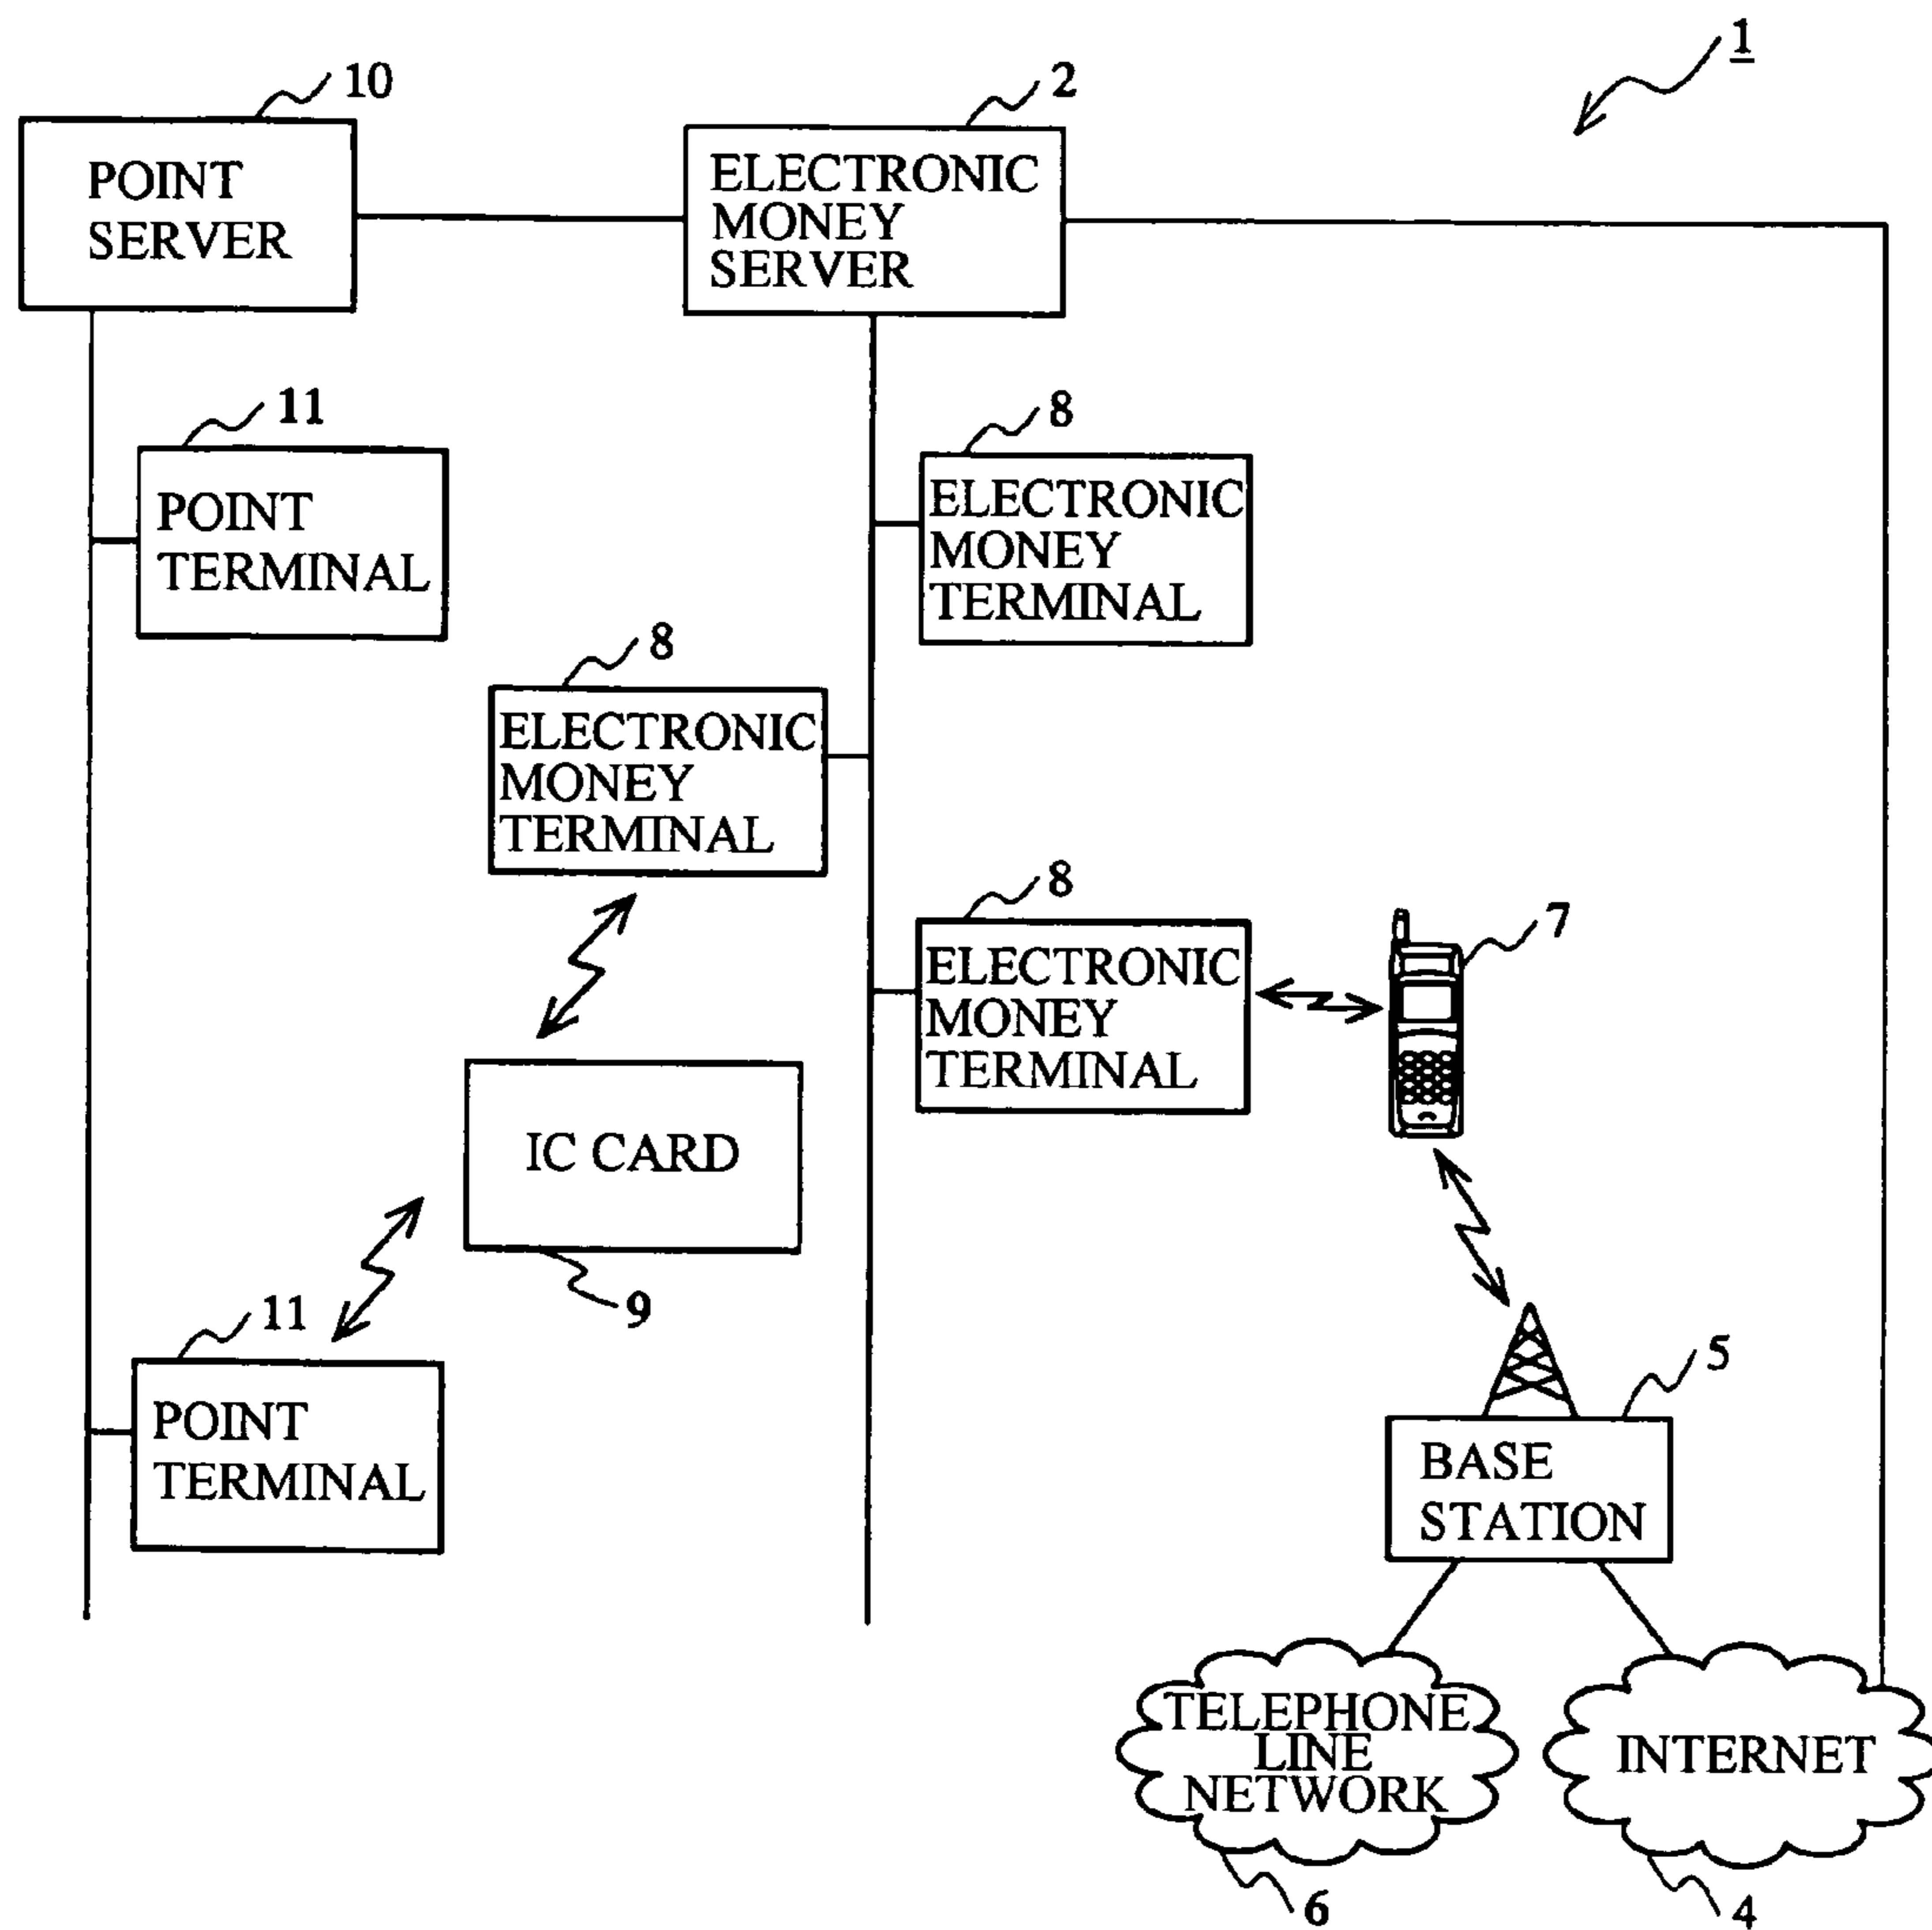 1
10
2
POINT
SERVER
ELECTRONIC
MONEY
SERVER
11
8
POINT
TERMINAL
ELECTRONIC
MONEY
TERMINAL
8
ELECTRONIC
MONEY
TERMINAL
8
7
ELECTRONIC
MONEY
TERMINAL
IC CARD
9
11
5
POINT
TERMINAL
BASE
STATION
TELEPHONE
LINE
NETWORK
INTERNET
6
4